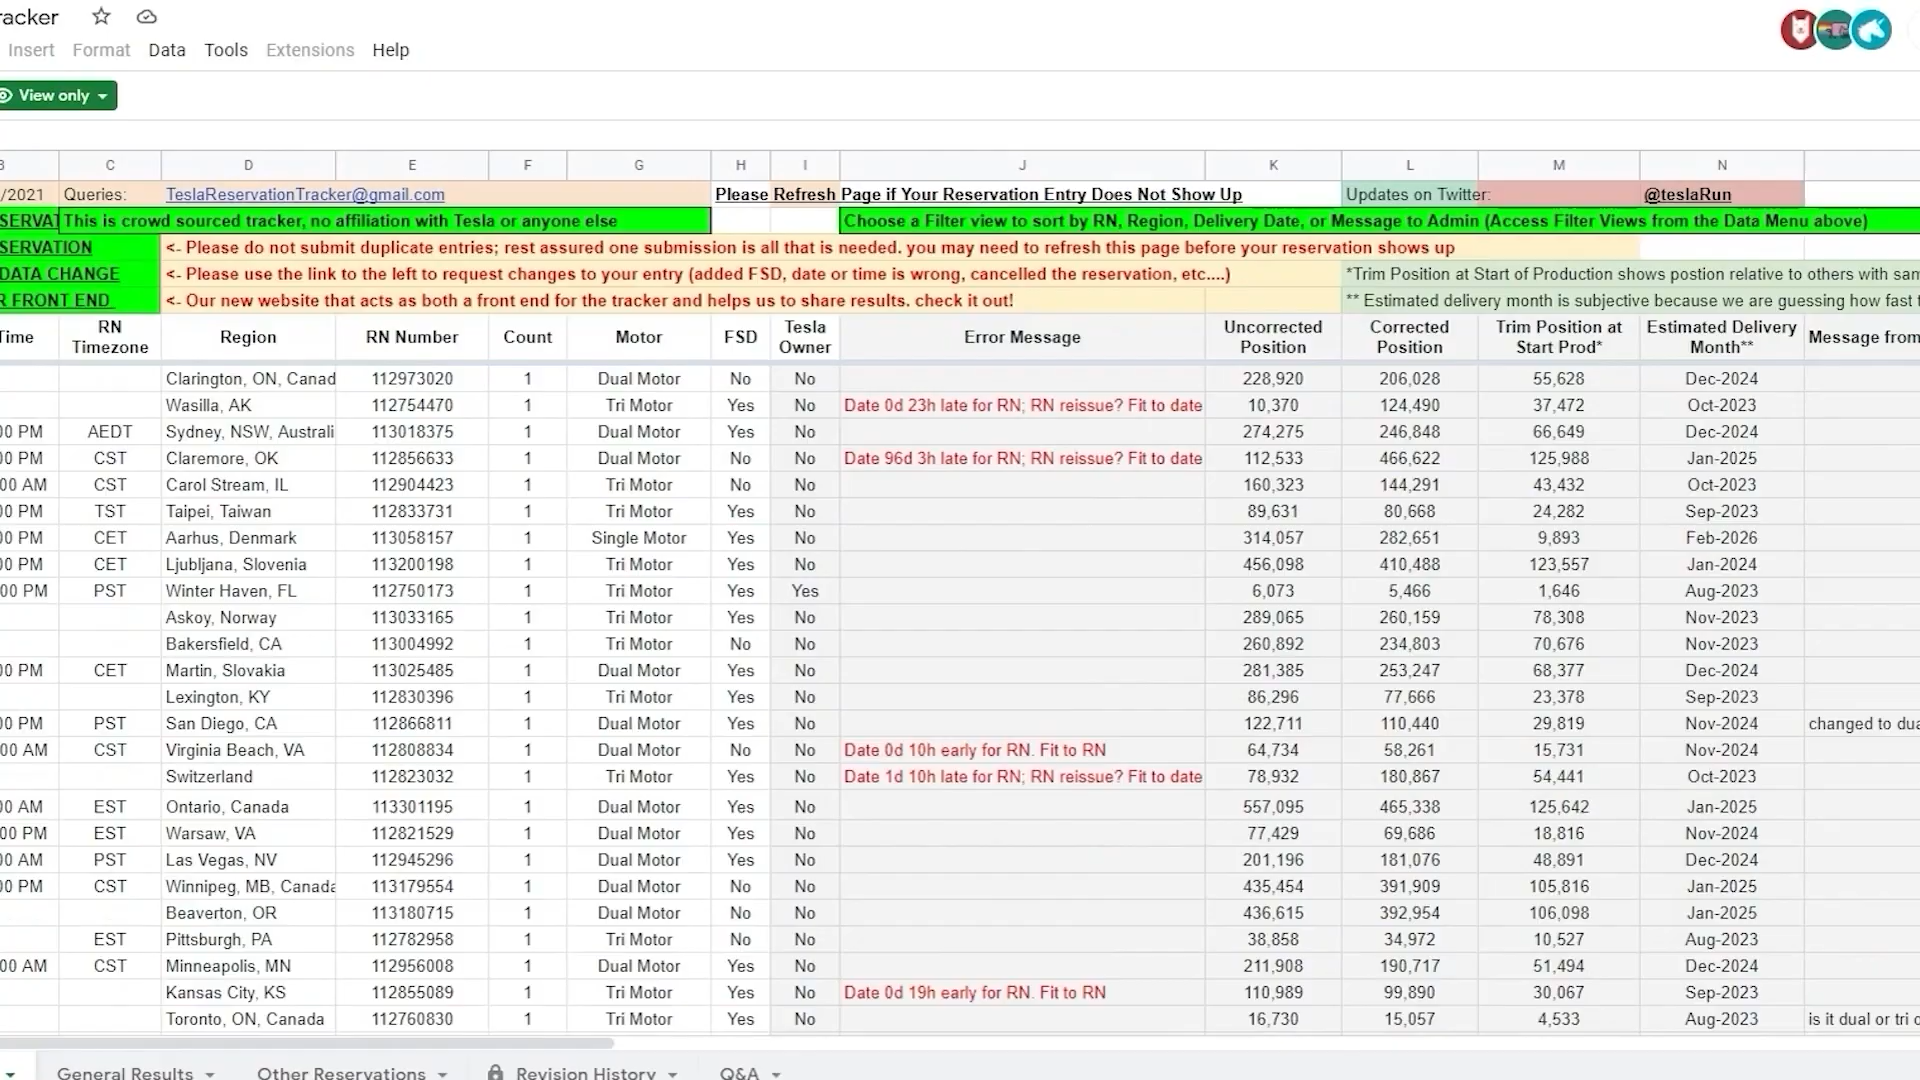 racker
Insert Format Data Tools Extensions Help
View only
C D E F G H I J K L M N
/2021 Queries: TeslaReservationTracker@gmail.com Please Refresh Page if Your Reservation Entry Does Not Show Up Updates on Twitter: @teslaRun
SERVAT This is crowd sourced tracker, no affiliation with Tesla or anyone else Choose a Filter view to sort by RN, Region, Delivery Date, or Message to Admin (Access Filter Views from the Data Menu above)
SERVATION <- Please do not submit duplicate entries; rest assured one submission is all that is needed. you may need to refresh this page before your reservation shows up
DATA CHANGE <- Please use the link to the left to request changes to your entry (added FSD, date or time is wrong, cancelled the reservation, etc....) *Trim Position at Start of Production shows postion relative to others with sam
R FRONT END <- Our new website that acts as both a front end for the tracker and helps us to share results. check it out! ** Estimated delivery month is subjective because we are guessing how fast t
Time RN Timezone Region RN Number Count Motor FSD Tesla Owner Error Message Uncorrected Position Corrected Position Trim Position at Start Prod* Estimated Delivery Month** Message from
Clarington, ON, Canad 112973020 1 Dual Motor No No 228,920 206,028 55,628 Dec-2024
Wasilla, AK 112754470 1 Tri Motor Yes No Date 0d 23h late for RN; RN reissue? Fit to date 10,370 124,490 37,472 Oct-2023
00 PM AEDT Sydney, NSW, Australi 113018375 1 Dual Motor Yes No 274,275 246,848 66,649 Dec-2024
00 PM CST Claremore, OK 112856633 1 Dual Motor No No Date 96d 3h late for RN; RN reissue? Fit to date 112,533 466,622 125,988 Jan-2025
00 AM CST Carol Stream, IL 112904423 1 Tri Motor No No 160,323 144,291 43,432 Oct-2023
00 PM TST Taipei, Taiwan 112833731 1 Tri Motor Yes No 89,631 80,668 24,282 Sep-2023
00 PM CET Aarhus, Denmark 113058157 1 Single Motor Yes No 314,057 282,651 9,893 Feb-2026
00 PM CET Ljubljana, Slovenia 113200198 1 Tri Motor Yes No 456,098 410,488 123,557 Jan-2024
:00 PM PST Winter Haven, FL 112750173 1 Tri Motor Yes Yes 6,073 5,466 1,646 Aug-2023
Askoy, Norway 113033165 1 Tri Motor Yes No 289,065 260,159 78,308 Nov-2023
Bakersfield, CA 113004992 1 Tri Motor No No 260,892 234,803 70,676 Nov-2023
00 PM CET Martin, Slovakia 113025485 1 Dual Motor Yes No 281,385 253,247 68,377 Dec-2024
Lexington, KY 112830396 1 Tri Motor Yes No 86,296 77,666 23,378 Sep-2023
00 PM PST San Diego, CA 112866811 1 Dual Motor Yes No 122,711 110,440 29,819 Nov-2024 changed to dua
:00 AM CST Virginia Beach, VA 112808834 1 Dual Motor No No Date 0d 10h early for RN. Fit to RN 64,734 58,261 15,731 Nov-2024
Switzerland 112823032 1 Tri Motor Yes No Date 1d 10h late for RN; RN reissue? Fit to date 78,932 180,867 54,441 Oct-2023
00 AM EST Ontario, Canada 113301195 1 Dual Motor Yes No 557,095 465,338 125,642 Jan-2025
:00 PM EST Warsaw, VA 112821529 1 Dual Motor Yes No 77,429 69,686 18,816 Nov-2024
00 AM PST Las Vegas, NV 112945296 1 Dual Motor Yes No 201,196 181,076 48,891 Dec-2024
00 PM CST Winnipeg, MB, Canada 113179554 1 Dual Motor No No 435,454 391,909 105,816 Jan-2025
Beaverton, OR 113180715 1 Dual Motor No No 436,615 392,954 106,098 Jan-2025
EST Pittsburgh, PA 112782958 1 Tri Motor No No 38,858 34,972 10,527 Aug-2023
:00 AM CST Minneapolis, MN 112956008 1 Dual Motor Yes No 211,908 190,717 51,494 Dec-2024
Kansas City, KS 112855089 1 Tri Motor Yes No Date 0d 19h early for RN. Fit to RN 110,989 99,890 30,067 Sep-2023
Toronto, ON, Canada 112760830 1 Tri Motor Yes No 16,730 15,057 4,533 Aug-2023 is it dual or tri
General Results Other Reservations Revision History Q&A